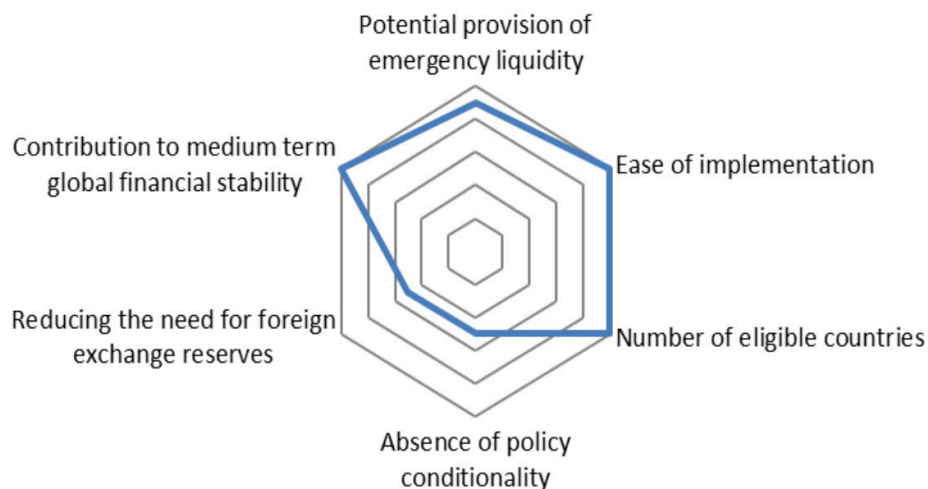 Potential provision of
emergency liquidity
Ease of implementation
Number of eligible countries
Absence of policy
conditionality
Reducing the need for foreign
exchange reserves
Contribution to medium term
global financial stability